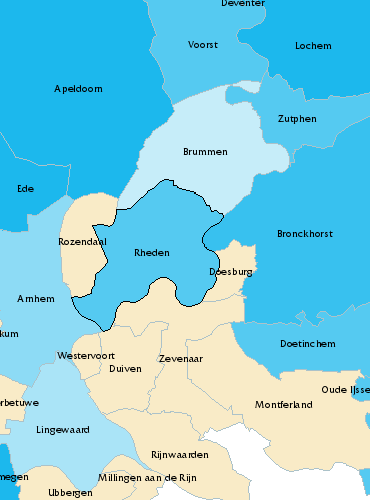 Deventer
Voorst
Lochem
Apeldoorn
Zutphen
Brummen
Ede
Bronckhorst
Rozendaal
Rheden
Doesburg
Arnhem
kum
Doetinchem
Westervoort
Zevenaar
Duiven
Oude IJsse
rbetuwe
Montferland
Lingewaard
Rijnwaarden
megen
Millingen aan de Rijn
Ubbergen